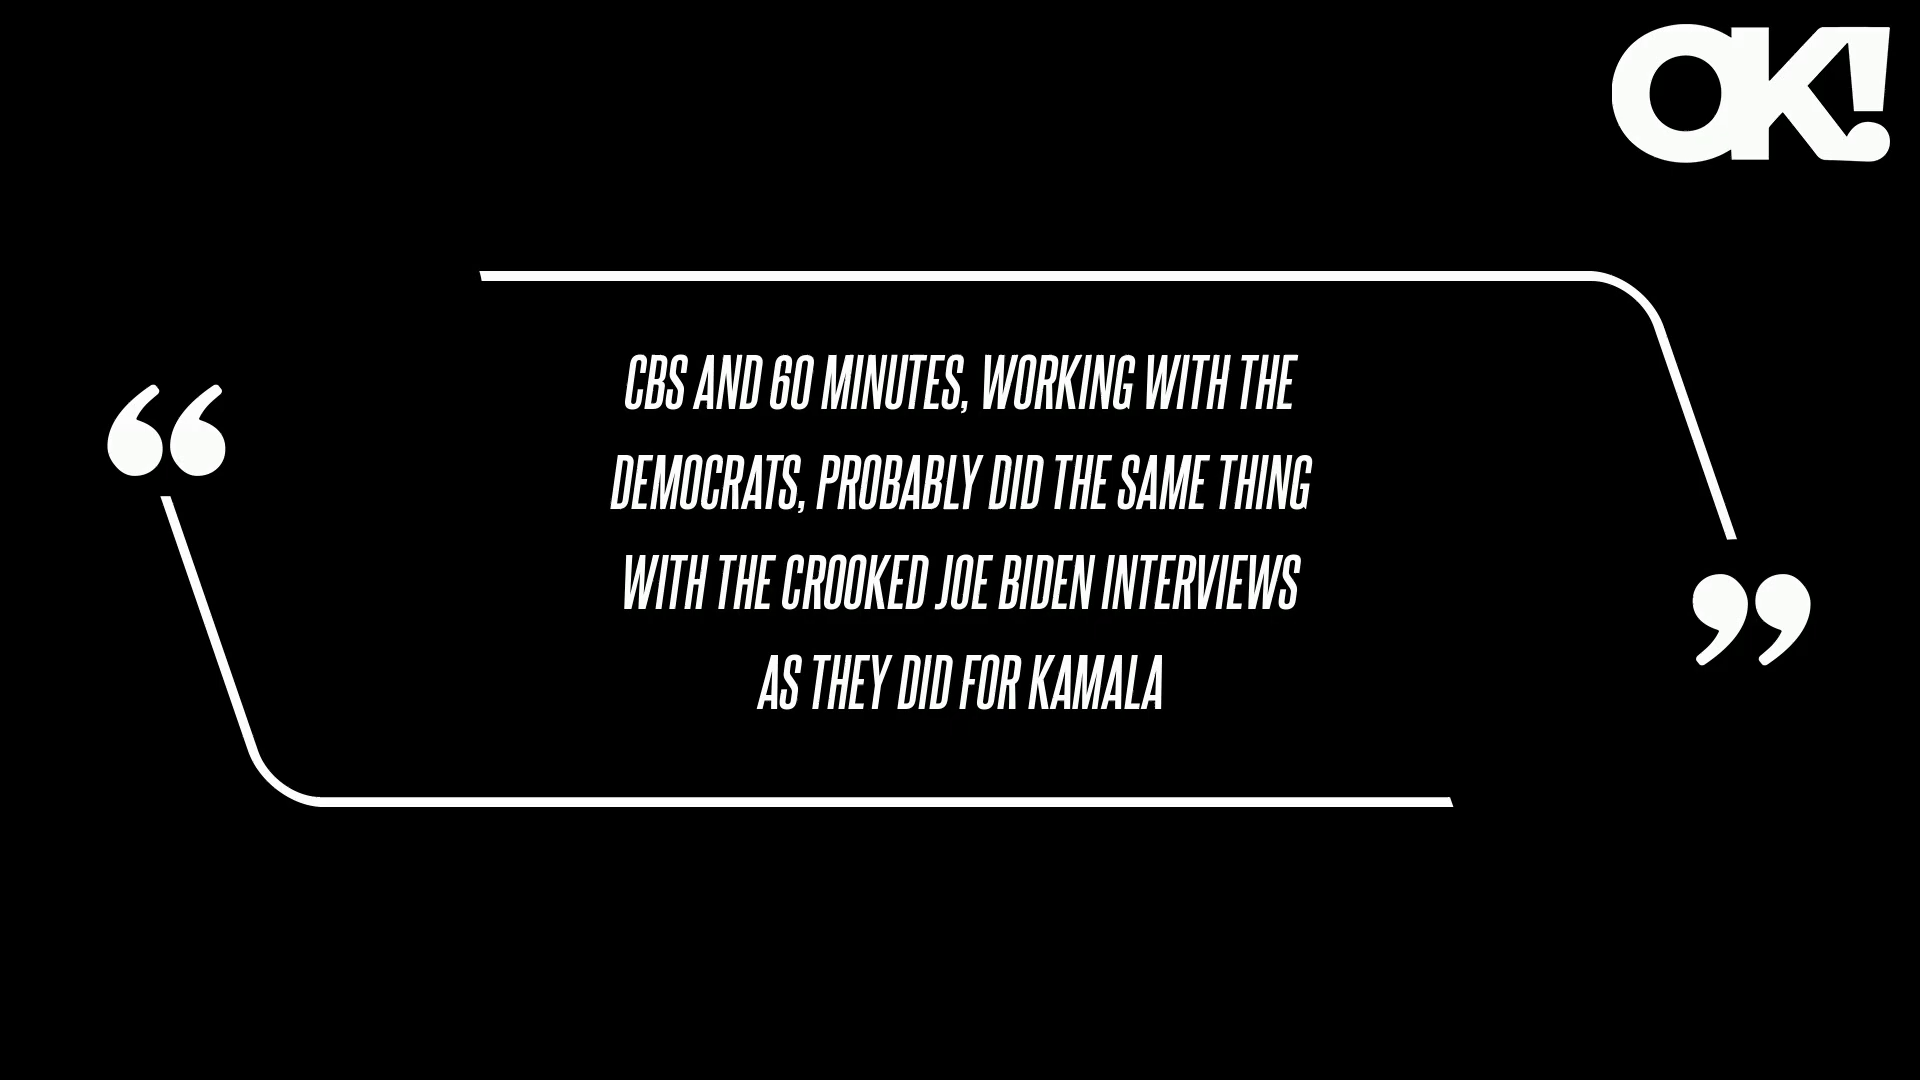 OK!
“
CBS AND 60 MINUTES, WORKING WITH THE
DEMOCRATS, PROBABLY DID THE SAME THING
WITH THE CROOKED JOE BIDEN INTERVIEWS
AS THEY DID FOR KAMALA
”